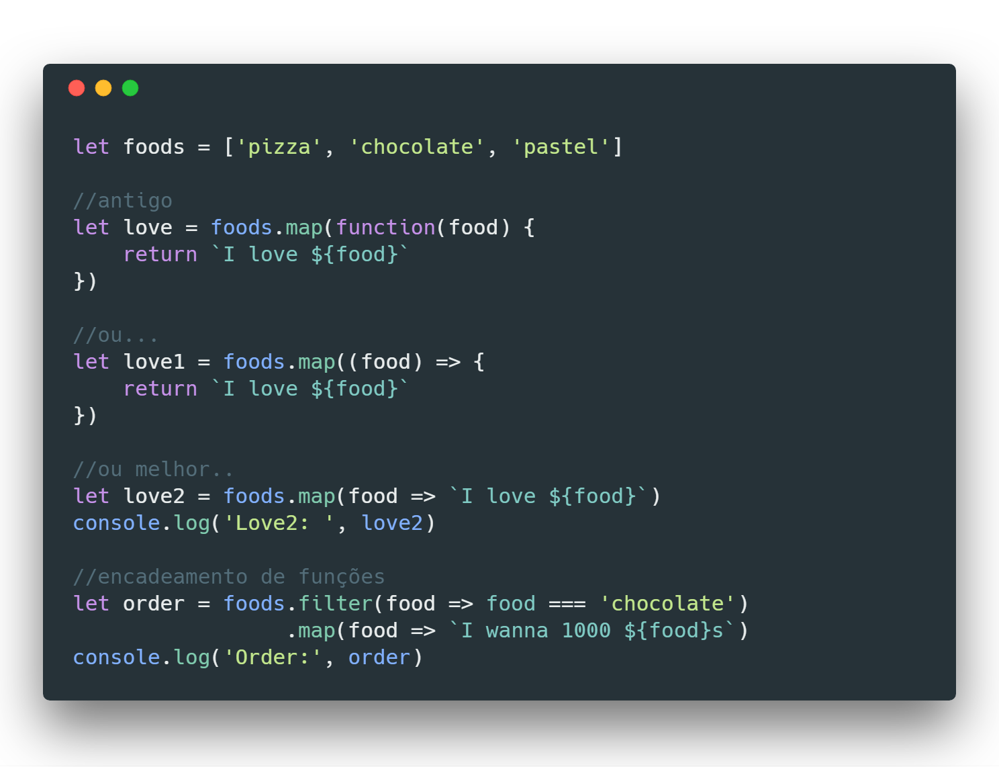 let foods = ['pizza', 'chocolate', 'pastel']
//antigo
let love = foods.map(function(food) {
    return `I love ${food}`
})
//ou...
let love1 = foods.map((food) => {
    return `I love ${food}`
})
//ou melhor..
let love2 = foods.map(food => `I love ${food}`)
console.log('Love2: ', love2)
//encadeamento de funções
let order = foods.filter(food => food === 'chocolate')
                 .map(food => `I wanna 1000 ${food}s`)
console.log('Order:', order)